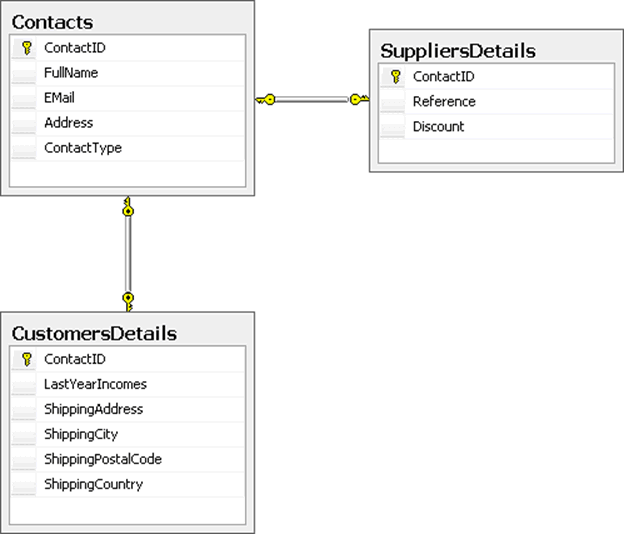 Contacts
ContactID
FullName
EMail
Address
ContactType
SuppliersDetails
ContactID
Reference
Discount
CustomersDetails
ContactID
LastYearIncomes
ShippingAddress
ShippingCity
ShippingPostalCode
ShippingCountry